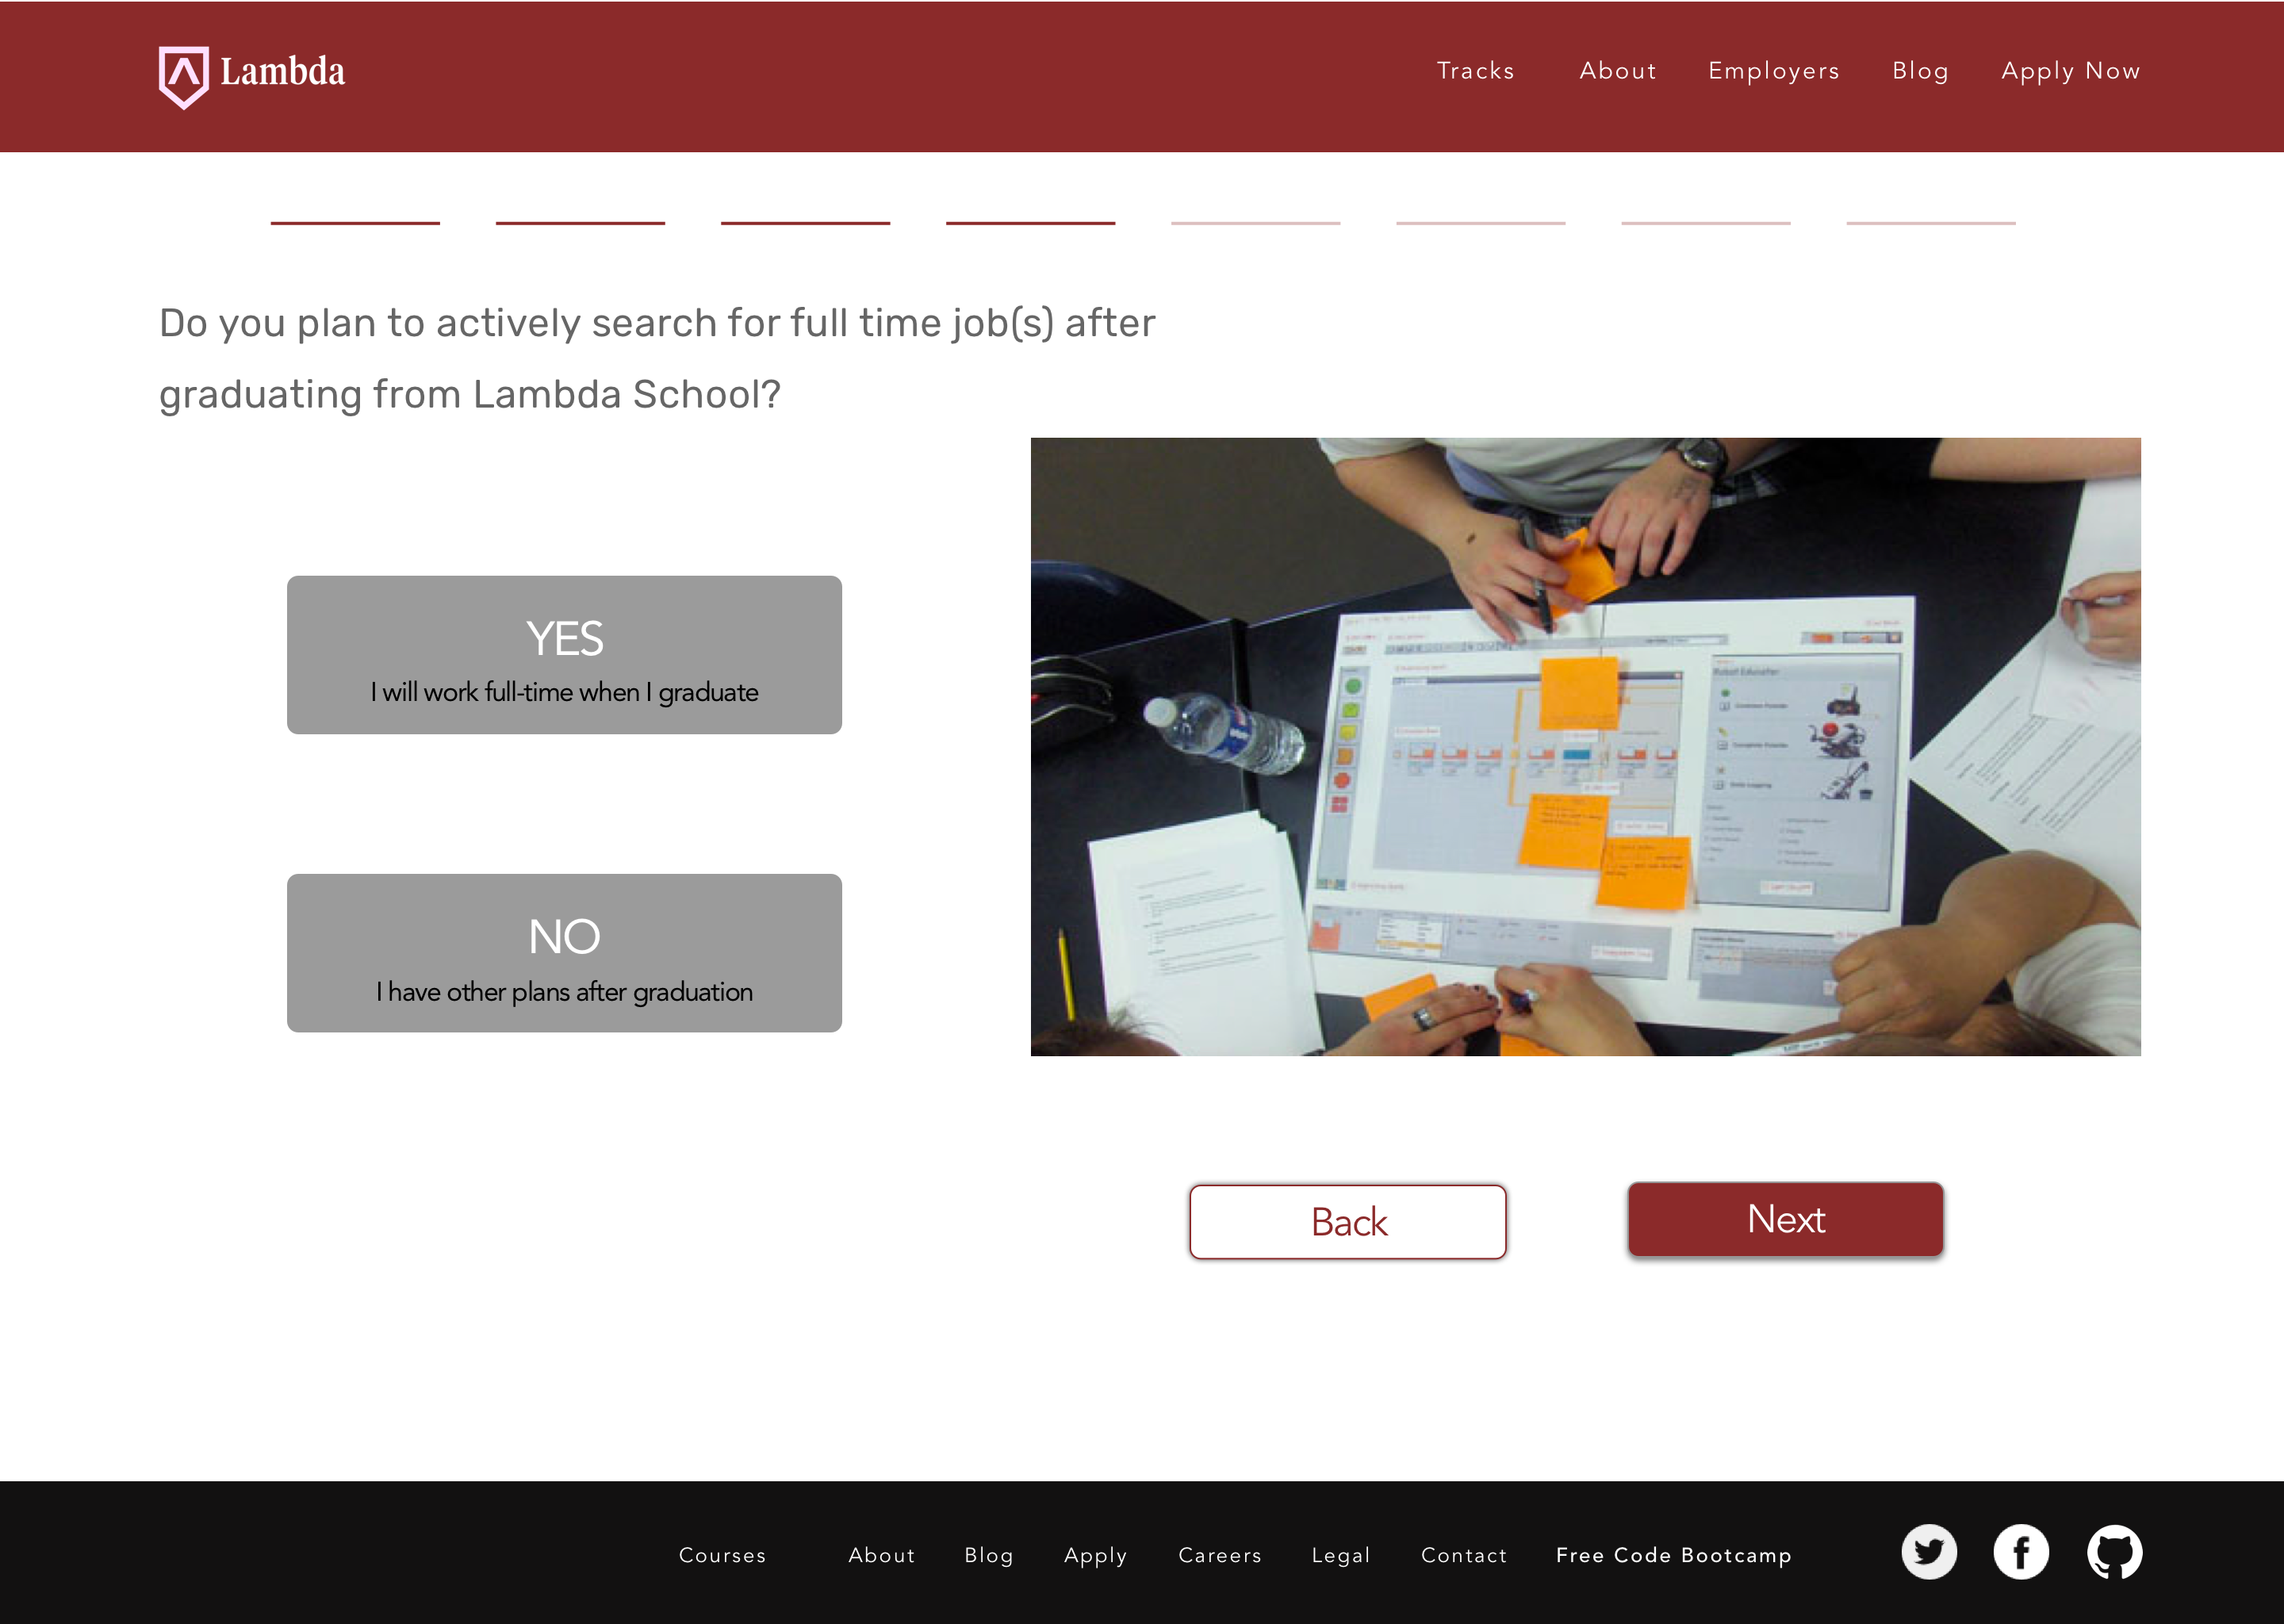 Lambda
Tracks About Employers Blog Apply Now
Do you plan to actively search for full time job(s) after
graduating from Lambda School?
YES
I will work full-time when I graduate
NO
I have other plans after graduation
Robot Educator
Back
Next
Courses About Blog Apply Careers Legal Contact Free Code Bootcamp